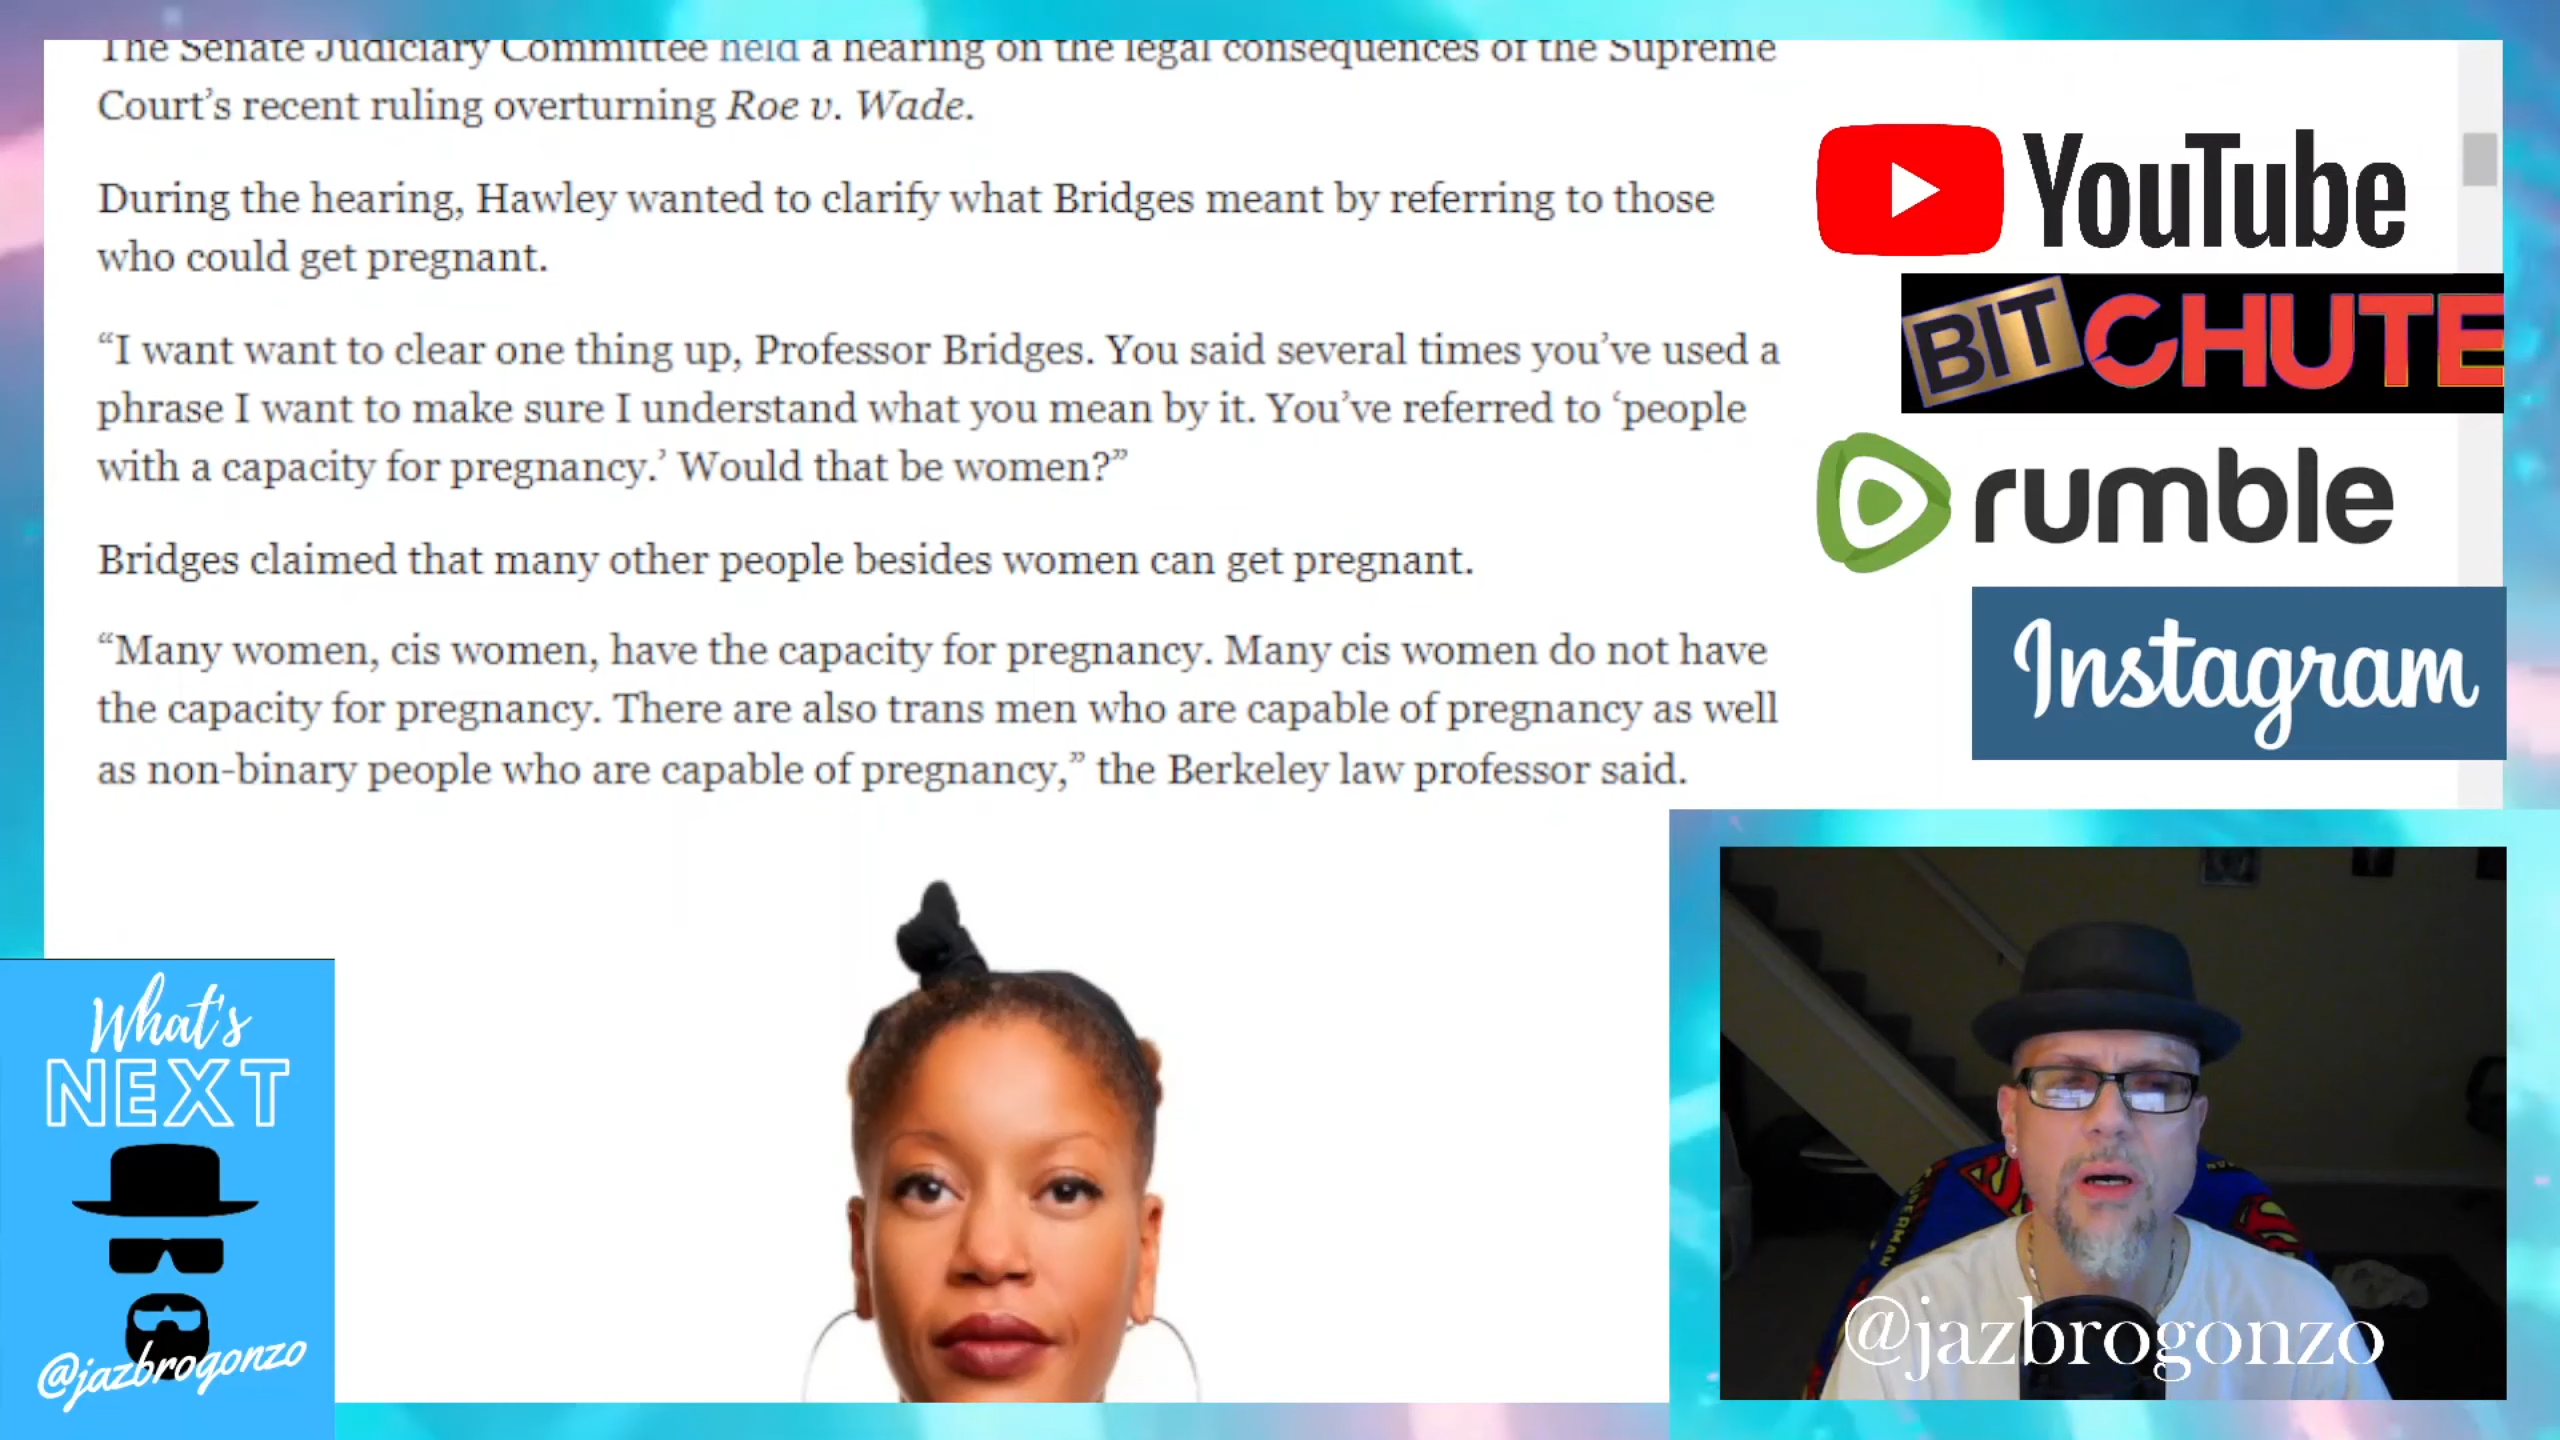 The Senate Judiciary Committee held a hearing on the legal consequences of the Supreme
Court's recent ruling overturning Roe v. Wade.
During the hearing, Hawley wanted to clarify what Bridges meant by referring to those
who could get pregnant.
“I want want to clear one thing up, Professor Bridges. You said several times you’ve used a
phrase I want to make sure I understand what you mean by it. You’ve referred to ‘people
with a capacity for pregnancy.’ Would that be women?”
Bridges claimed that many other people besides women can get pregnant.
“Many women, cis women, have the capacity for pregnancy. Many cis women do not have
the capacity for pregnancy. There are also trans men who are capable of pregnancy as well
as non-binary people who are capable of pregnancy,” the Berkeley law professor said.
YouTube
BITCHUTE
rumble
Instagram
What's
NEXT
@jazbrogonzo
SUPERMAN
@jazbrogonzo